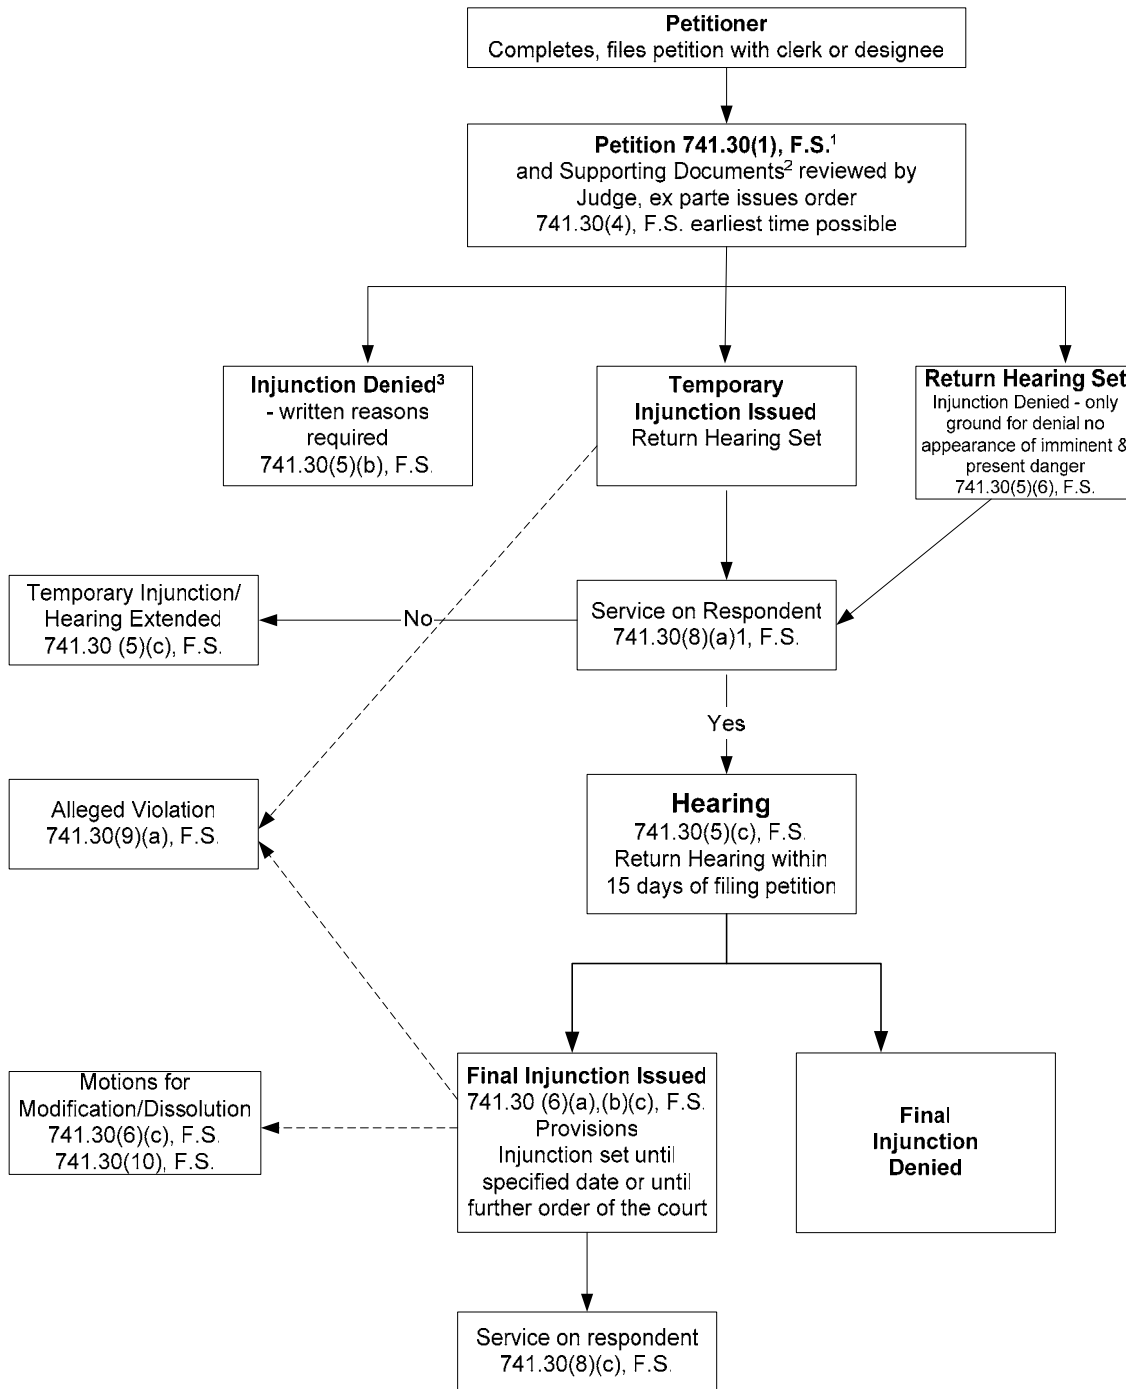 Petitioner
Completes, files petition with clerk or designee
Petition 741.30(1), F.S.¹
and Supporting Documents² reviewed by
Judge, ex parte issues order
741.30(4), F.S. earliest time possible
Injunction Denied³
- written reasons
required
741.30(5)(b), F.S.
Temporary
Injunction Issued
Return Hearing Set
Return Hearing Set
Injunction Denied - only
ground for denial no
appearance of imminent &
present danger
741.30(5)(6), F.S.
Temporary Injunction/
Hearing Extended
741.30 (5)(c), F.S.
No
Service on Respondent
741.30(8)(a)1, F.S.
Yes
Alleged Violation
741.30(9)(a), F.S.
Hearing
741.30(5)(c), F.S.
Return Hearing within
15 days of filing petition
Motions for
Modification/Dissolution
741.30(6)(c), F.S.
741.30(10), F.S.
Final Injunction Issued
741.30 (6)(a),(b)(c), F.S.
Provisions
Injunction set until
specified date or until
further order of the court
Final
Injunction
Denied
Service on respondent
741.30(8)(c), F.S.